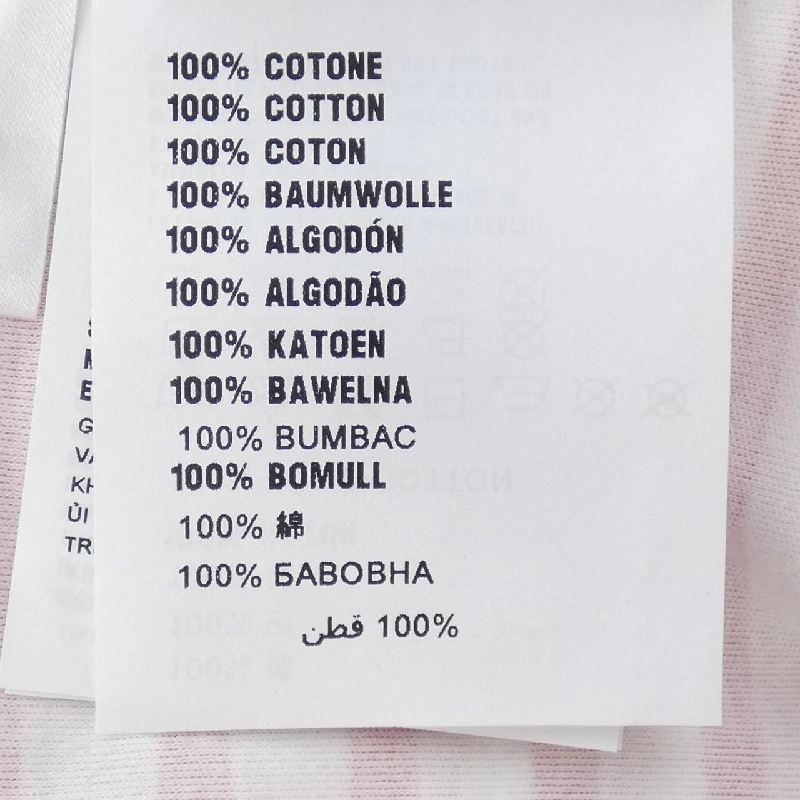 100% COTONE
100% COTTON
100% COTON
100% BAUMWOLLE
100% ALGODÓN
100% ALGODÃO
100% KATOEN
100% BAWELNA
100% BUMBAC
100% BOMULL
100% 綿
100% БАВОВНА
100% قطن